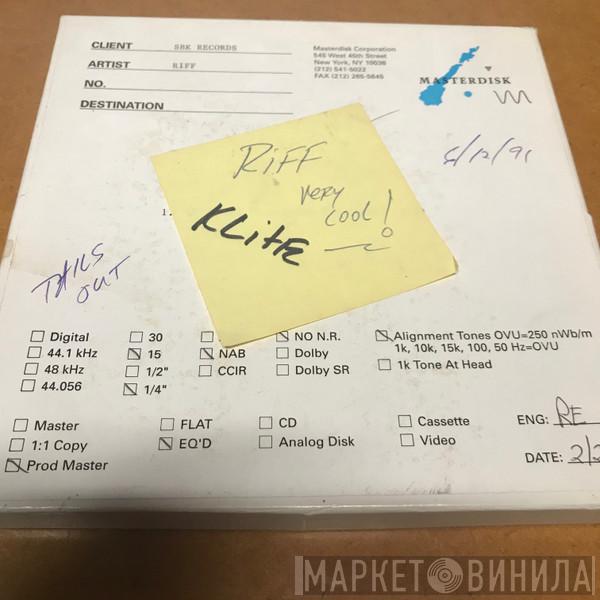 CLIENT SBK RECORDS
ARTIST RIFF
NO.
DESTINATION
Masterdisk Corporation
545 West 45th Street
New York, NY 10036
(212) 541-5022
FAX (212) 265-5645
MASTERDISK
5/12/91
RiFF
very
cool!
1.
TAILS
OUT
Digital
44.1 kHz
48 kHz
44.056
30
15
1/2"
1/4"
NAB
CCIR
NO N.R.
Dolby
Dolby SR
Alignment Tones OVU=250 nWb/m
1k, 10k, 15k, 100, 50 Hz=OVU
1k Tone At Head
Master
1:1 Copy
Prod Master
FLAT
EQ'D
CD
Analog Disk
Cassette
Video
ENG: RE
DATE: 2/2
МАРКЕТ ВИНИЛА